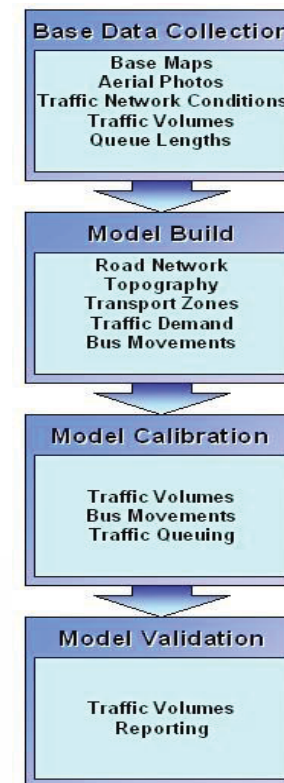 Base Data Collection
Base Maps
Aerial Photos
Traffic Network Conditions
Traffic Volumes
Queue Lengths
Model Build
Road Network
Topography
Transport Zones
Traffic Demand
Bus Movements
Model Calibration
Traffic Volumes
Bus Movements
Traffic Queuing
Model Validation
Traffic Volumes
Reporting